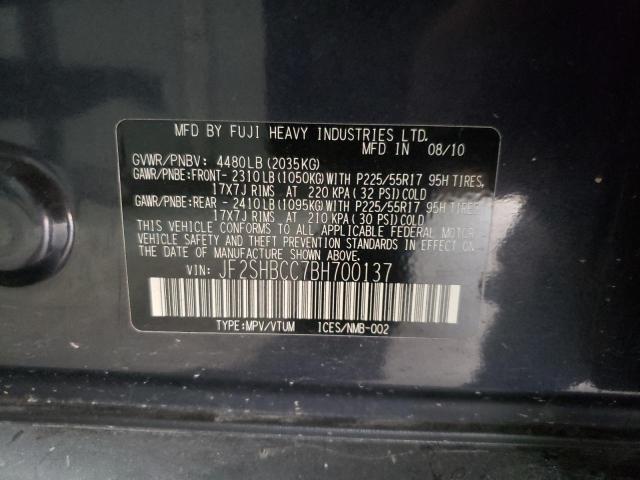 MFD BY FUJI HEAVY INDUSTRIES LTD.
MFD IN 08/10
GVWR/PNBV: 4480LB(2035KG)
GAWR/PNBE:FRONT- 2310LB(1050KG)WITH P225/55R17 95H TIRES,
17X7J RIMS AT 220 KPA( 32 PSI)COLD
GAWR/PNBE:REAR - 2410LB(1095KG)WITH P225/55R17 95H TIRES,
17X7J RIMS AT 210 KPA( 30 PSI)COLD
THIS VEHICLE CONFORMS TO ALL APPLICABLE FEDERAL MOTOR
VEHICLE SAFETY AND THEFT PREVENTION STANDARDS IN EFFECT ON
THE DATE OF MANUFACTURE SHOWN ABOVE.
VIN: JF2SHBCC7BH700137
TYPE:MPV/VTUM ICES/NMB-002